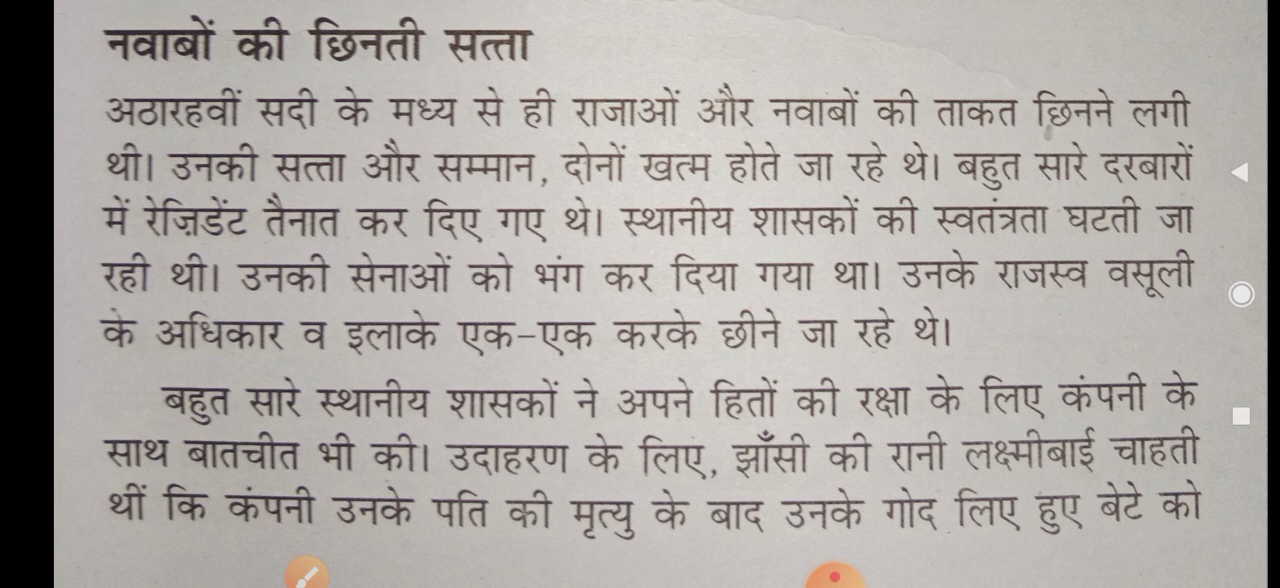 नवाबों की छिनती सत्ता
अठारहवीं सदी के मध्य से ही राजाओं और नवाबों की ताकत छिनने लगी
थी। उनकी सत्ता और सम्मान, दोनों खत्म होते जा रहे थे। बहुत सारे दरबारों
में रेज़िडेंट तैनात कर दिए गए थे। स्थानीय शासकों की स्वतंत्रता घटती जा
रही थी। उनकी सेनाओं को भंग कर दिया गया था। उनके राजस्व वसूली
के अधिकार व इलाके एक-एक करके छीने जा रहे थे।
बहुत सारे स्थानीय शासकों ने अपने हितों की रक्षा के लिए कंपनी के
साथ बातचीत भी की। उदाहरण के लिए, झाँसी की रानी लक्ष्मीबाई चाहती
थीं कि कंपनी उनके पति की मृत्यु के बाद उनके गोद लिए हुए बेटे को